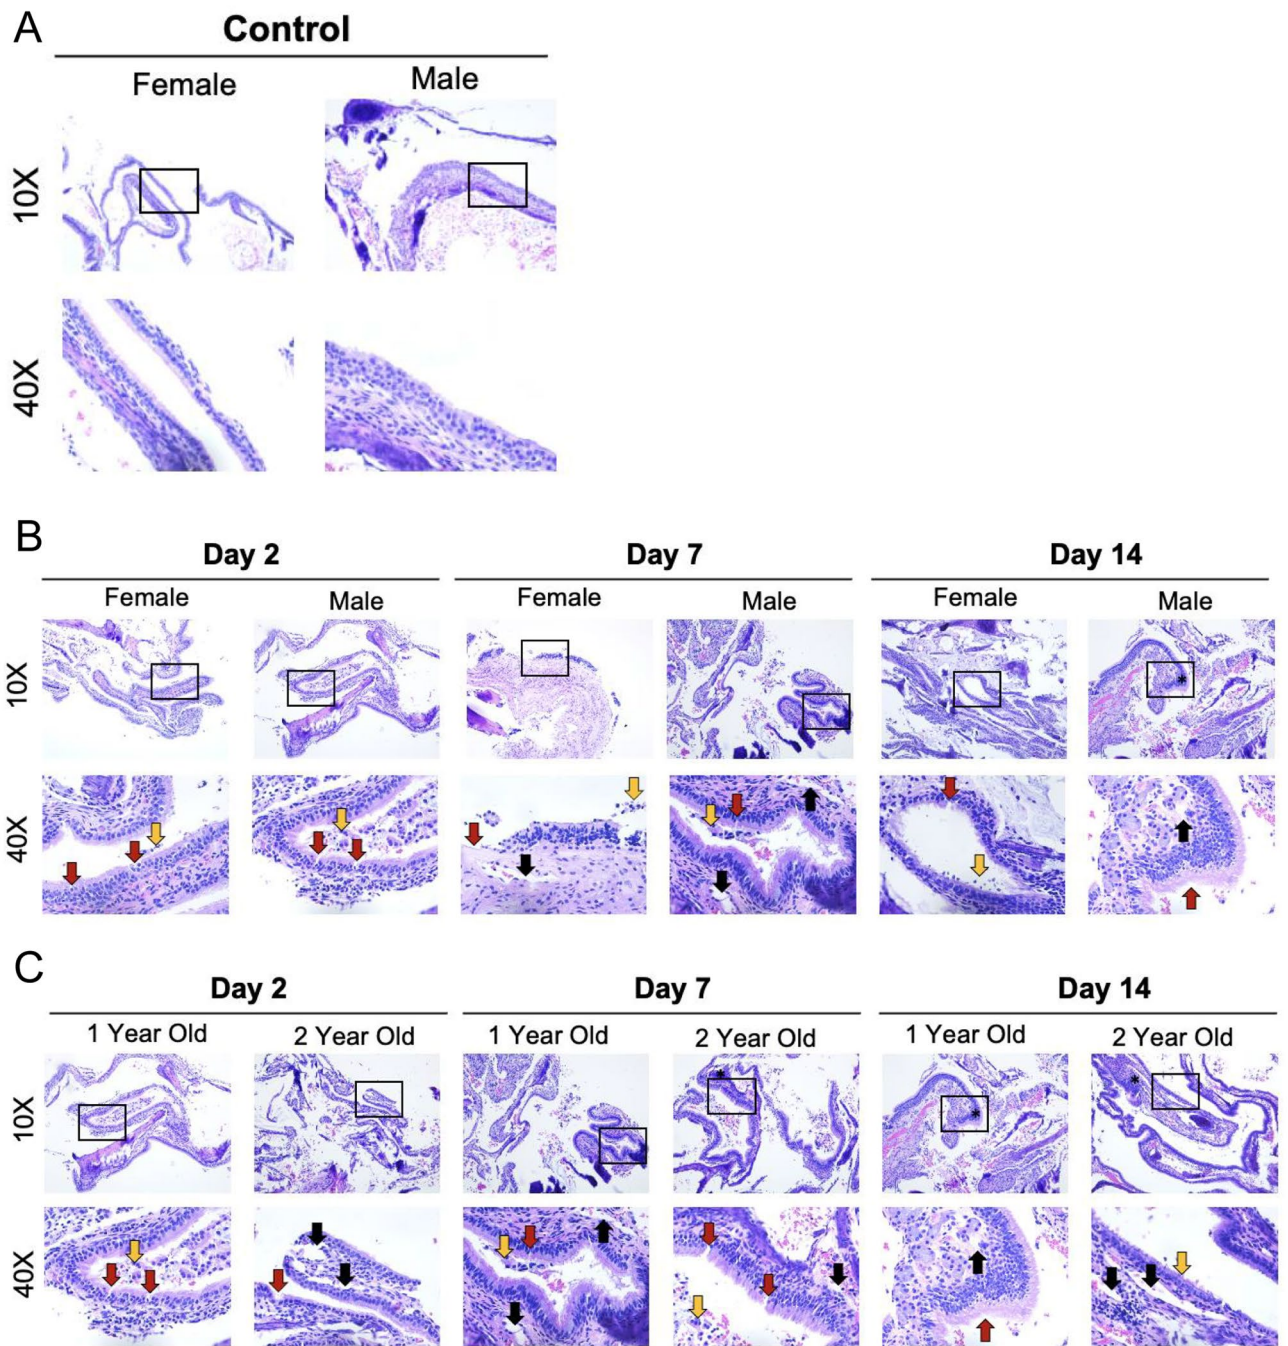 A
Control
Female Male
10X
40X
B
Day 2 Day 7 Day 14
Female Male Female Male Female Male
10X
*
40X
C
Day 2 Day 7 Day 14
1 Year Old 2 Year Old 1 Year Old 2 Year Old 1 Year Old 2 Year Old
10X
* * *
40X